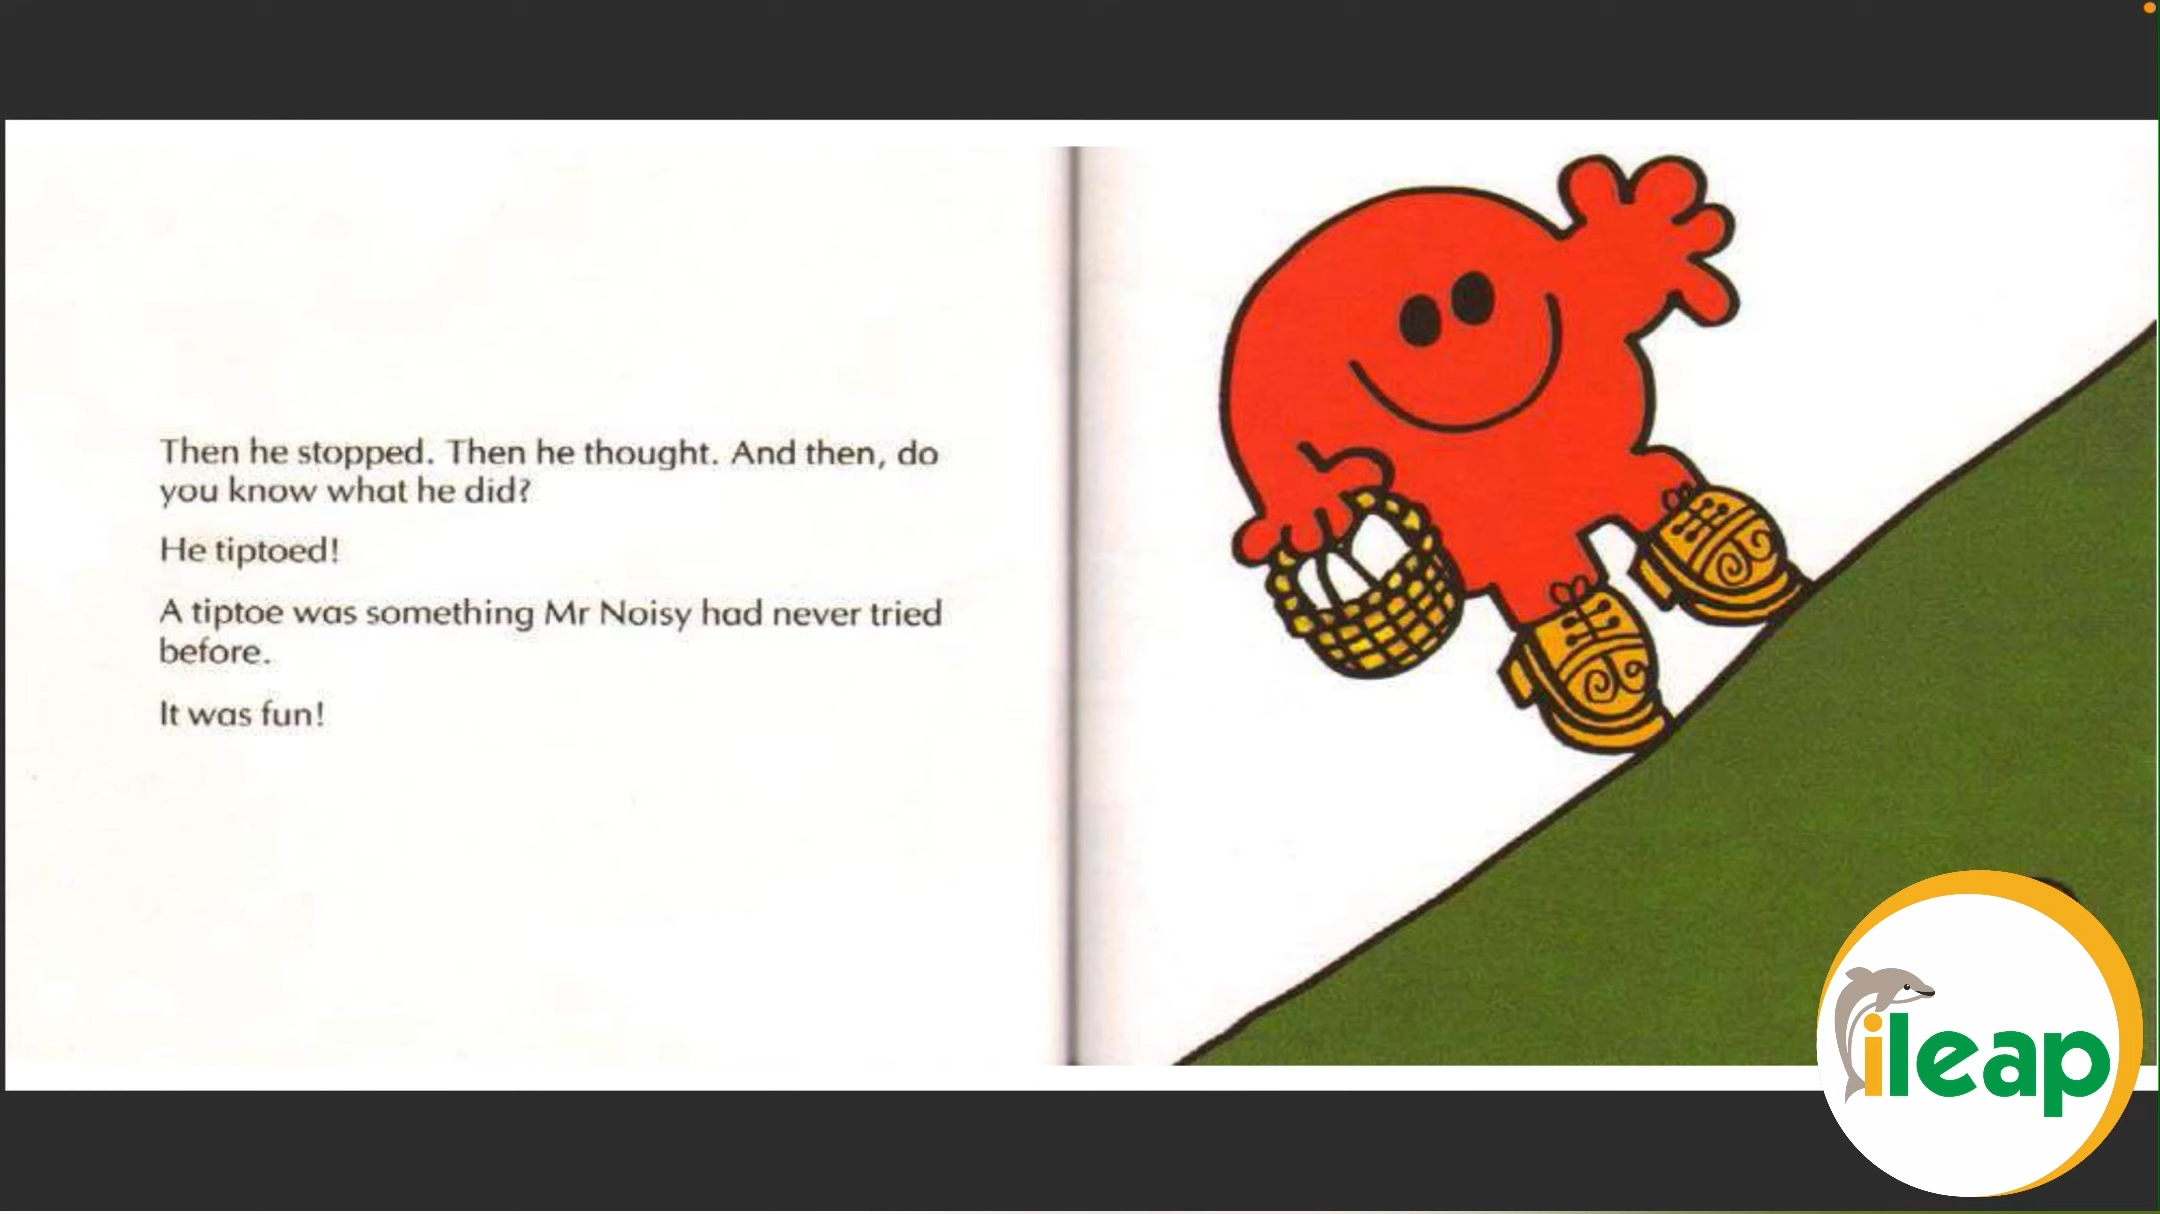 Then he stopped. Then he thought. And then, do
you know what he did?
He tiptoed!
A tiptoe was something Mr Noisy had never tried
before.
It was fun!
ileap